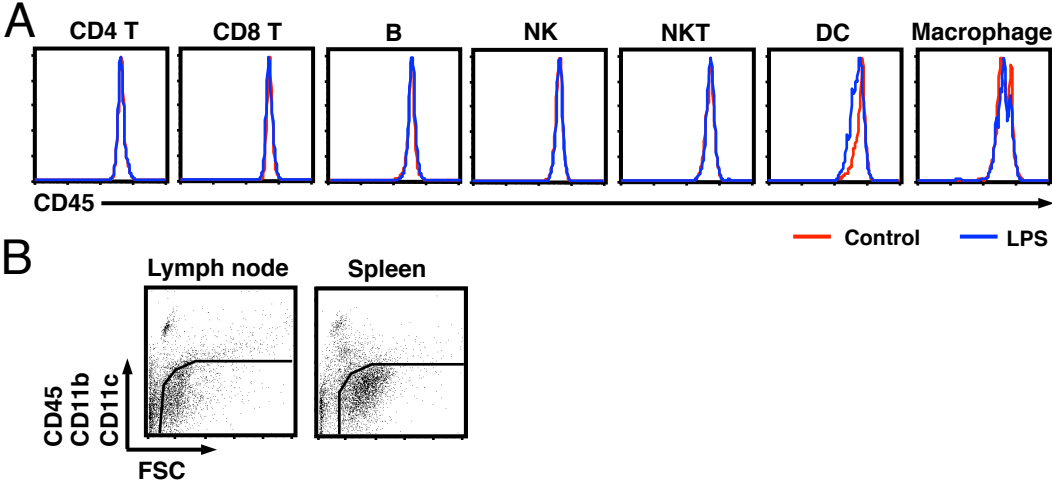 A
CD4 T CD8 T B NK NKT DC Macrophage
CD45
Control LPS
B
Lymph node Spleen
CD45
CD11b
CD11c
FSC